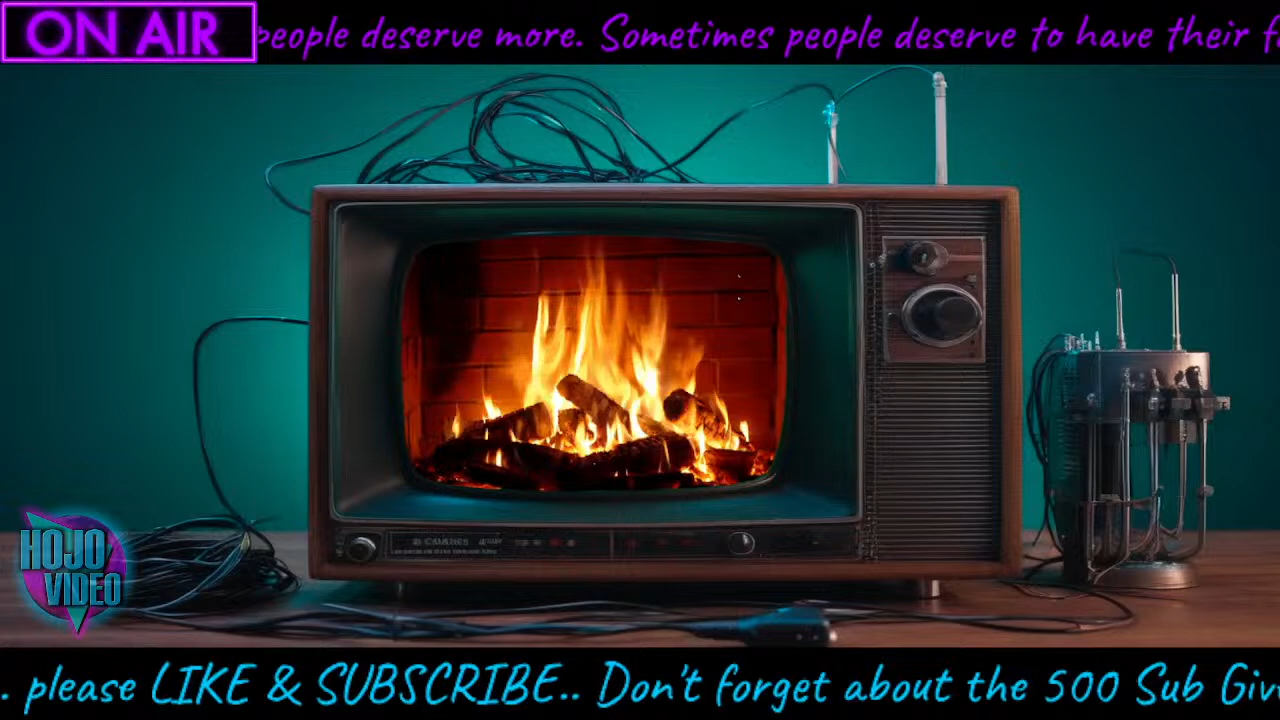 ON AIR
people deserve more. Sometimes people deserve to have their f
HOJO
VIDEO
. please LIKE & SUBSCRIBE.. Don't forget about the 500 Sub Giv